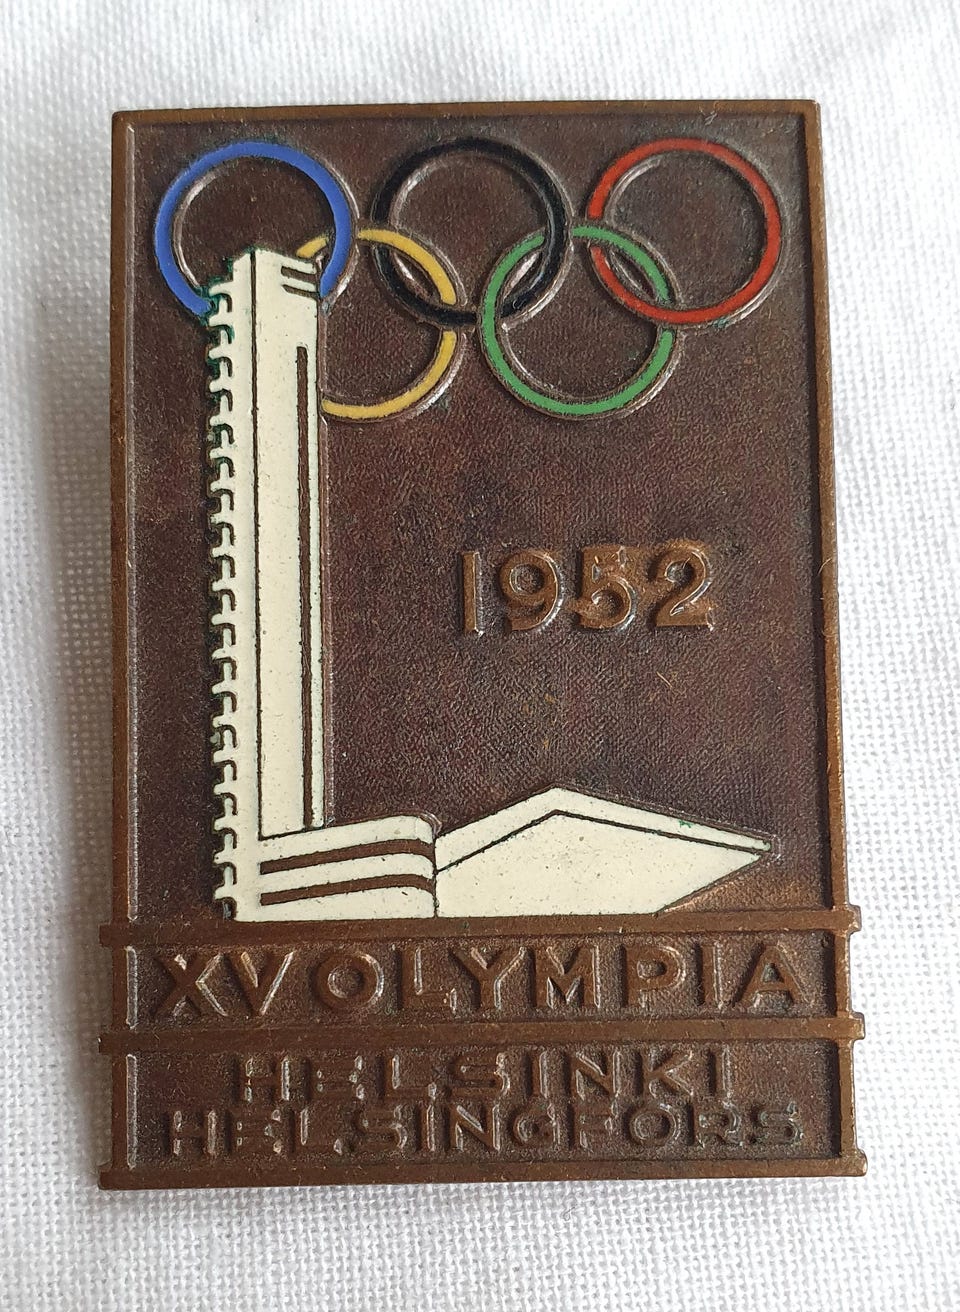 1952
XV OLYMPIA
HELSINKI
HELSINGFORS